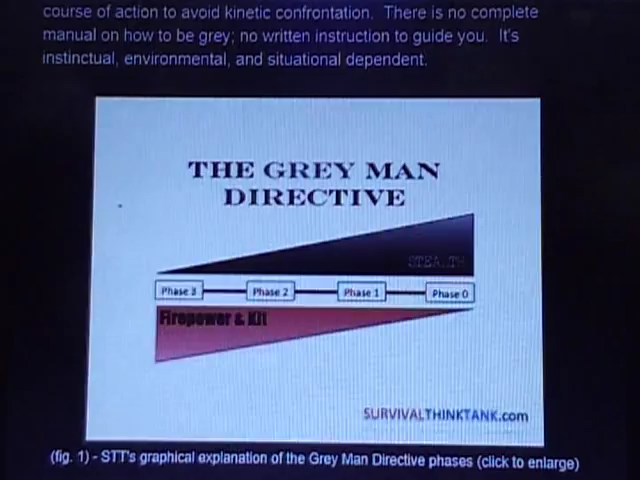 course of action to avoid kinetic confrontation. There is no complete
manual on how to be grey; no written instruction to guide you. It's
instinctual, environmental, and situational dependent.
THE GREY MAN
DIRECTIVE
STEALTH
Phase 3 Phase 2 Phase 1 Phase 0
Firepower & Kit
SURVIVALTHINKTANK.com
(fig. 1) - STT's graphical explanation of the Grey Man Directive phases (click to enlarge)